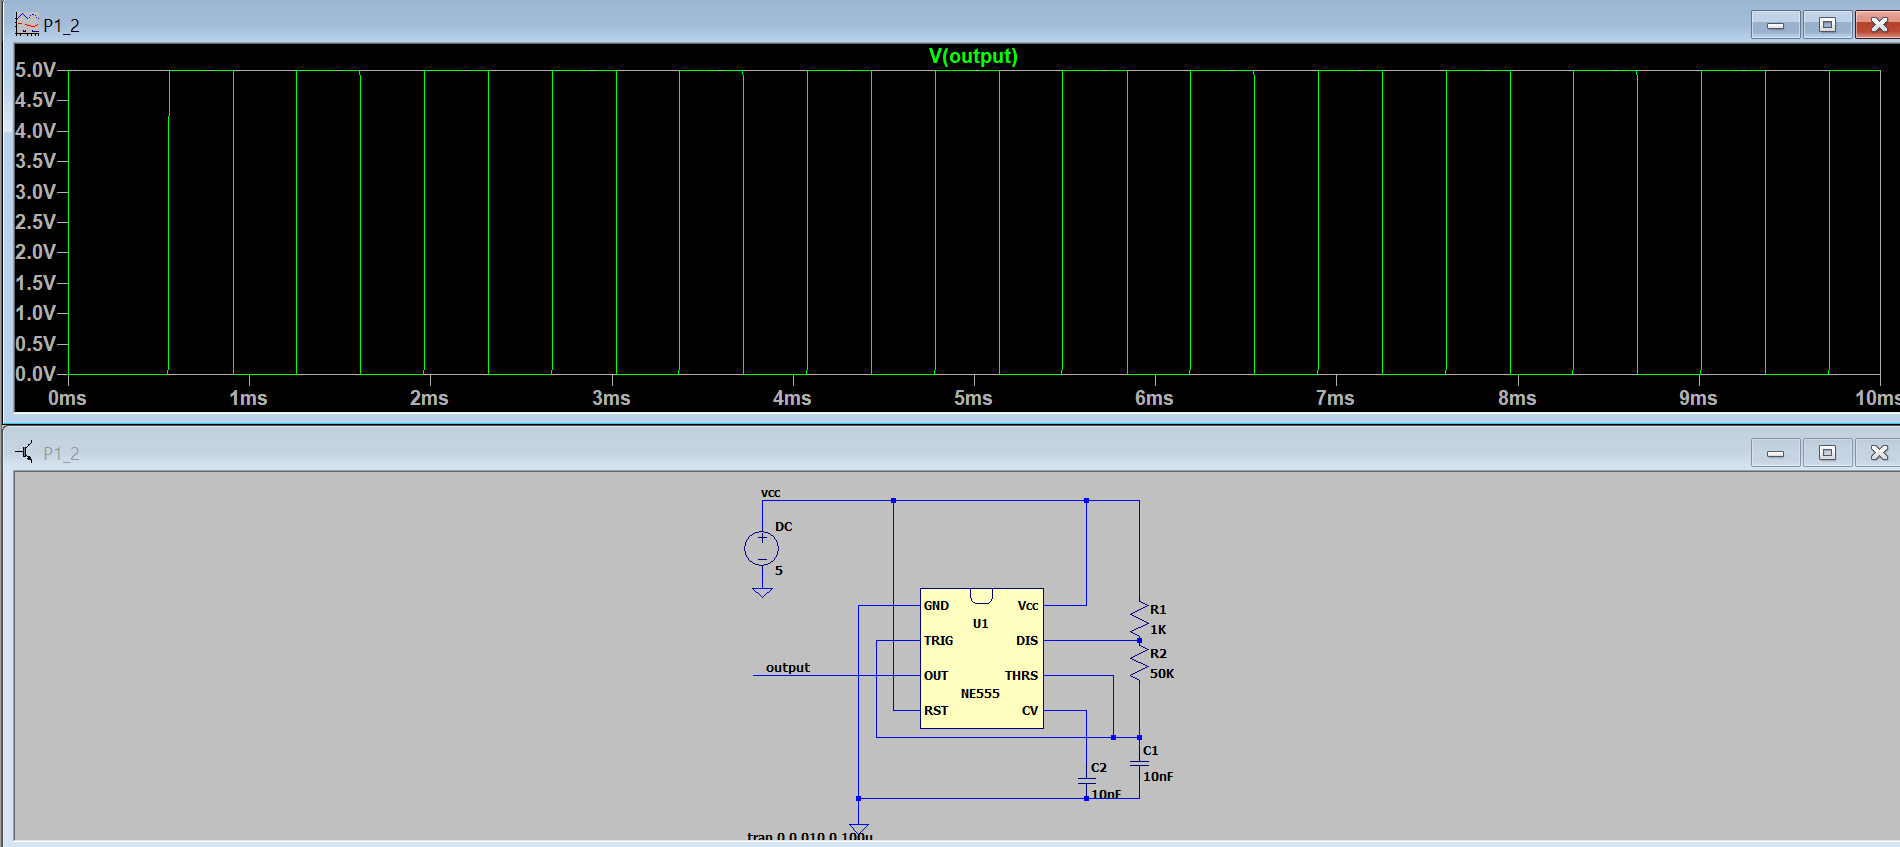 P1_2
V(output)
5.0V
4.5V
4.0V
3.5V
3.0V
2.5V
2.0V
1.5V
1.0V
0.5V
0.0V
0ms 1ms 2ms 3ms 4ms 5ms 6ms 7ms 8ms 9ms 10ms
P1_2
vcc
DC
5
GND Vcc
U1
TRIG DIS
output
OUT THRS
NE555
RST CV
R1
1K
R2
50K
C1
10nF
C2
10nF
tran 0 0.010 0 100u